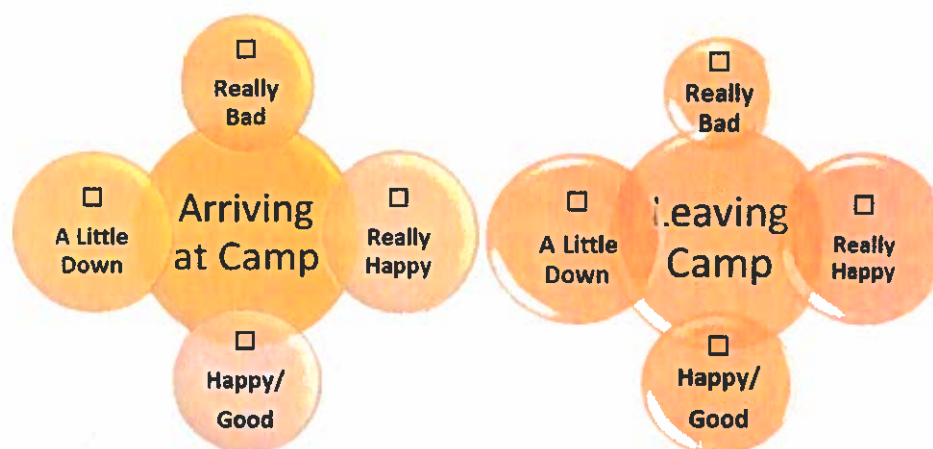 ☐
Really
Bad
☐
A Little
Down
Arriving
at Camp
☐
Really
Happy
☐
Happy/
Good
☐
Really
Bad
☐
A Little
Down
Leaving
Camp
☐
Really
Happy
☐
Happy/
Good